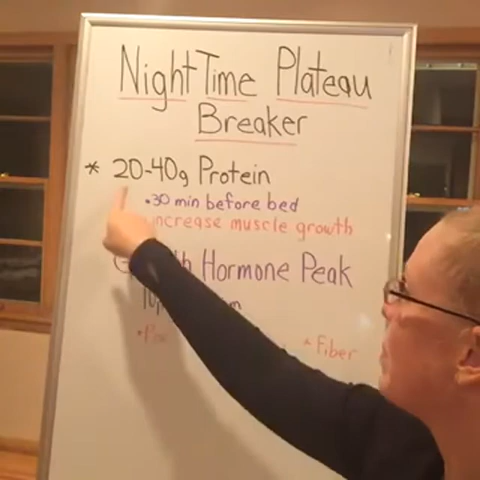 NightTime Plateau
Breaker
* 20-40g Protein
• 30 min before bed
increase muscle growth
Hormone Peak
* Fiber